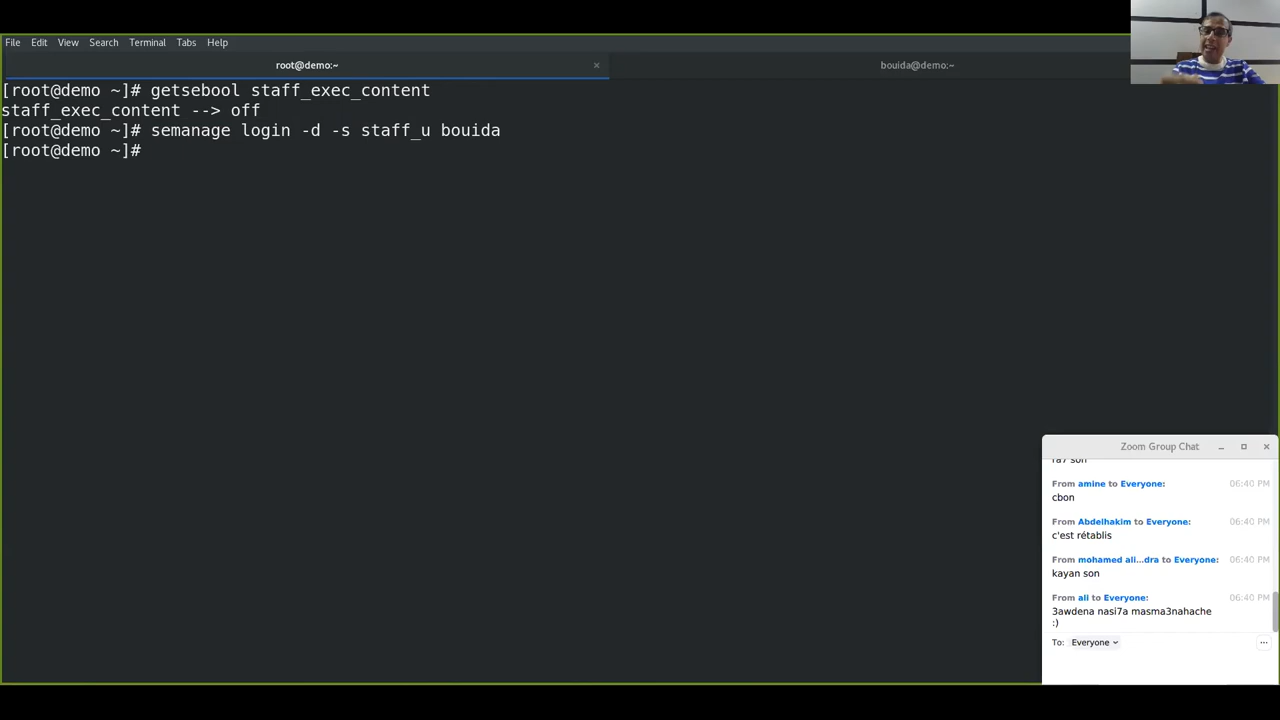 File Edit View Search Terminal Tabs Help
root@demo:~ × bouida@demo:~
[root@demo ~]# getsebool staff_exec_content
staff_exec_content --> off
[root@demo ~]# semanage login -d -s staff_u bouida
[root@demo ~]#
Zoom Group Chat
ra7 son
From amine to Everyone: 06:40 PM
cbon
From Abdelhakim to Everyone: 06:40 PM
c'est rétablis
From mohamed ali...dra to Everyone: 06:40 PM
kayan son
From ali to Everyone: 06:40 PM
3awdena nasi7a masma3nahache
:)
To: Everyone